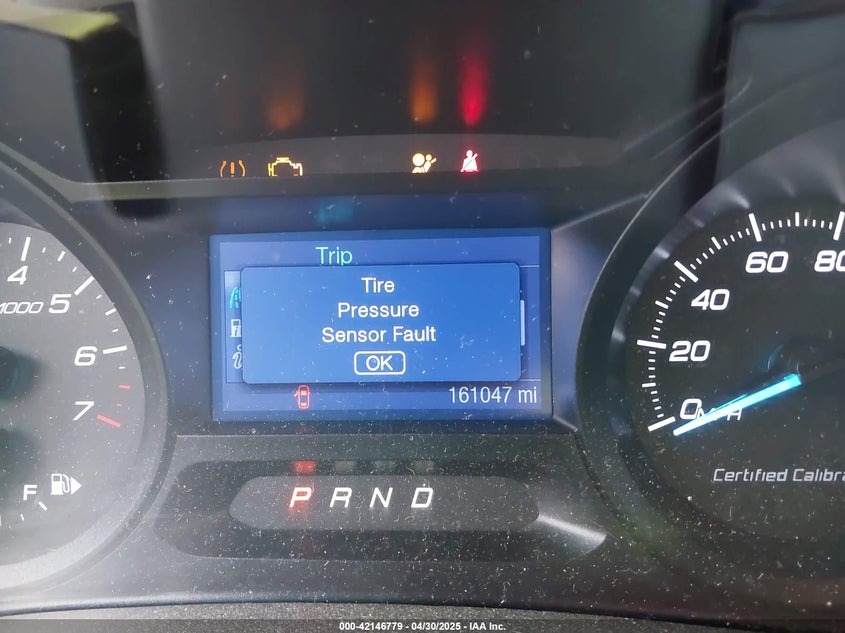 Trip
Tire
Pressure
Sensor Fault
OK
161047 mi
4
1000 5
6
7
F
P R N D
0 MPH
20
40
60
80
Certified Calibra
000-42146779 - 04/30/2025 - IAA Inc.